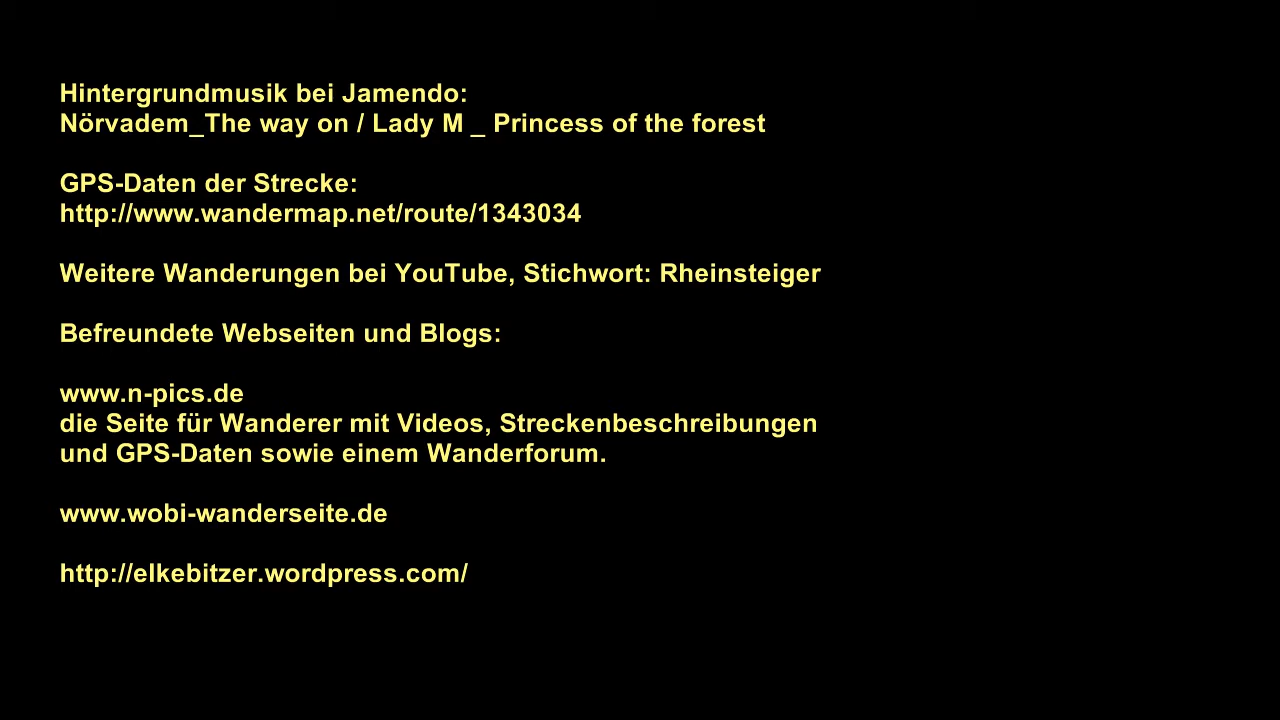 Hintergrundmusik bei Jamendo:
Nörvadem_The way on / Lady M _ Princess of the forest
GPS-Daten der Strecke:
http://www.wandermap.net/route/1343034
Weitere Wanderungen bei YouTube, Stichwort: Rheinsteiger
Befreundete Webseiten und Blogs:
www.n-pics.de
die Seite für Wanderer mit Videos, Streckenbeschreibungen
und GPS-Daten sowie einem Wanderforum.
www.wobi-wanderseite.de
http://elkebitzer.wordpress.com/